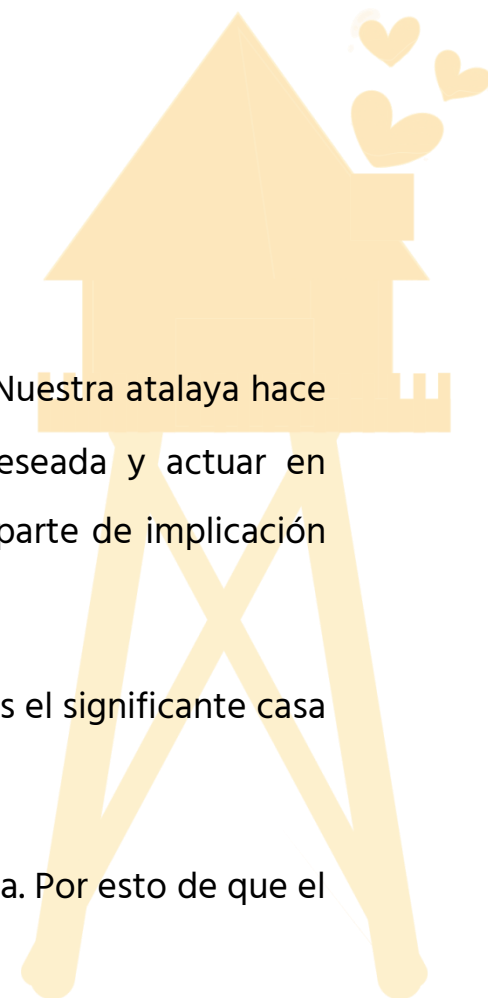 Nuestra atalaya hace
eseada y actuar en
parte de implicación
s el significante casa
a. Por esto de que el